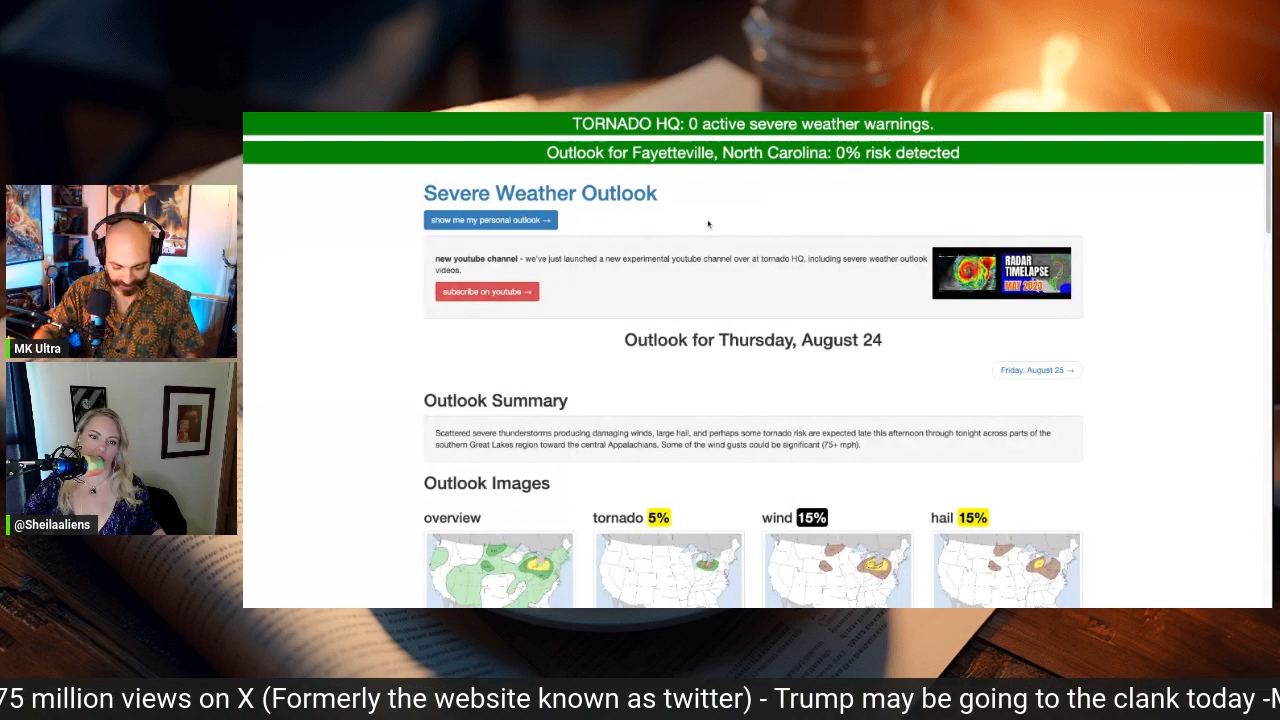 TORNADO HQ: 0 active severe weather warnings.
Outlook for Fayetteville, North Carolina: 0% risk detected
Severe Weather Outlook
show me my personal outlook →
new youtube channel - we've just launched a new experimental youtube channel over at tornado HQ, including severe weather outlook
videos.
subscribe on youtube →
RADAR
TIMELAPSE
MAY 2023
Outlook for Thursday, August 24
Friday, August 25 →
Outlook Summary
Scattered severe thunderstorms producing damaging winds, large hail, and perhaps some tornado risk are expected late this afternoon through tonight across parts of the
southern Great Lakes region toward the central Appalachians. Some of the wind gusts could be significant (75+ mph).
Outlook Images
overview
tornado 5%
wind 15%
hail 15%
MK Ultra
@Sheilaaliens
75 million views on X (Formerly the website known as twitter) - Trump may be going to the clank today -M